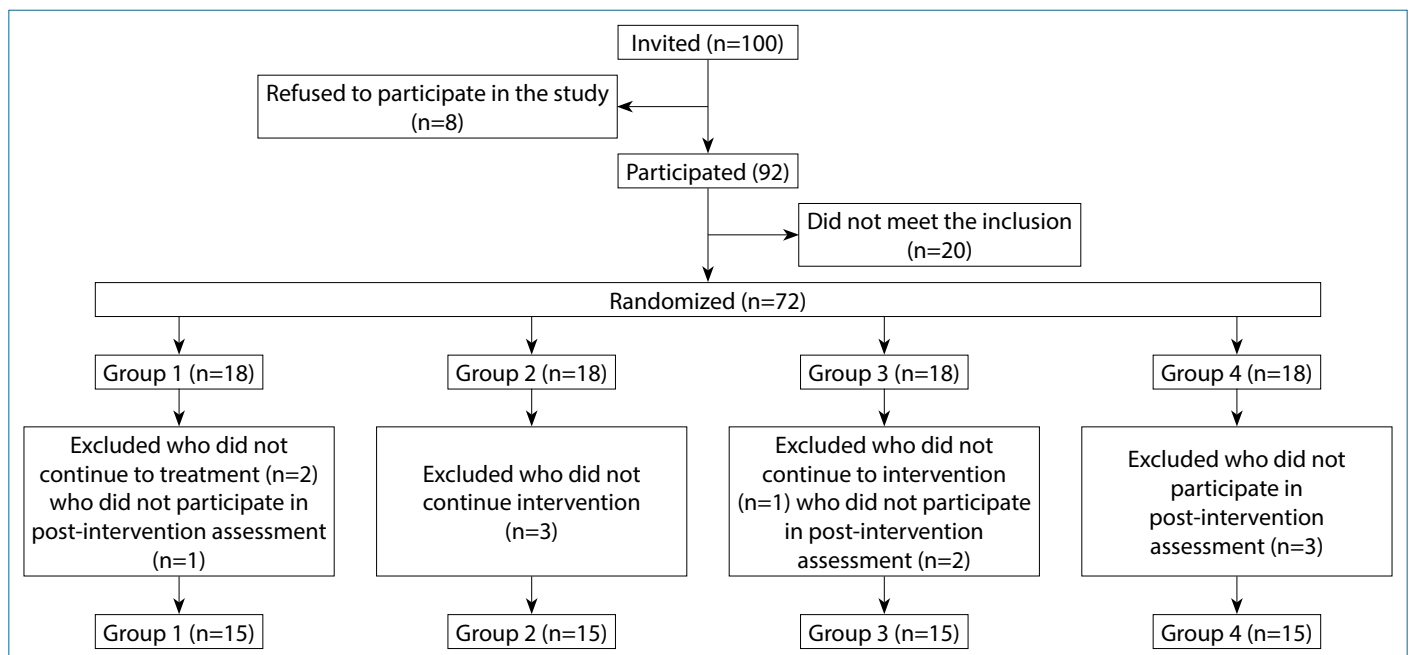 Invited (n=100)
Refused to participate in the study
(n=8)
Participated (92)
Did not meet the inclusion
(n=20)
Randomized (n=72)
Group 1 (n=18)
Group 2 (n=18)
Group 3 (n=18)
Group 4 (n=18)
Excluded who did not
continue to treatment (n=2)
who did not participate in
post-intervention assessment
(n=1)
Excluded who did not
continue intervention
(n=3)
Excluded who did not
continue to intervention
(n=1) who did not participate
in post-intervention
assessment (n=2)
Excluded who did not
participate in
post-intervention
assessment (n=3)
Group 1 (n=15)
Group 2 (n=15)
Group 3 (n=15)
Group 4 (n=15)